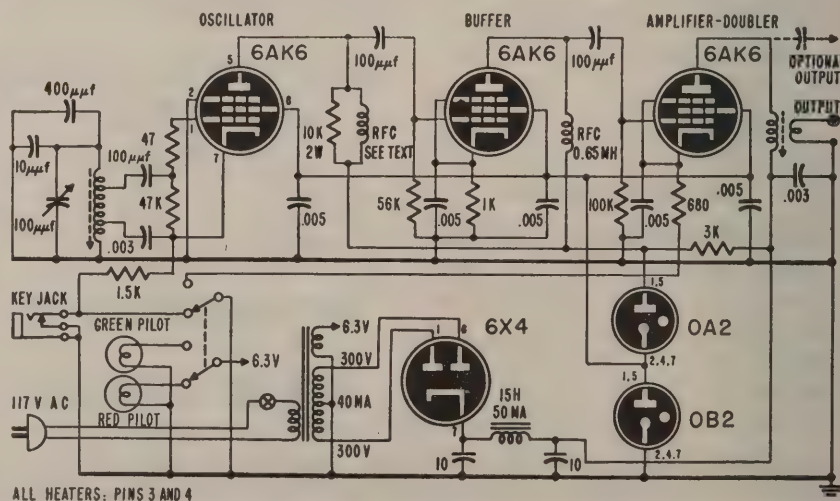 OSCILLATOR
BUFFER
AMPLIFIER-DOUBLER
6AK6
6AK6
6AK6
5
2
1
6
7
400μμf
10μμf
100μμf
100μμf
47
47K
.003
1.5K
100μμf
10K
2W
RFC
SEE TEXT
.005
56K
.005
1K
.005
RFC
0.65MH
100μμf
100K
.005
680
.005
3K
.003
OPTIONAL
OUTPUT
OUTPUT
KEY JACK
GREEN PILOT
RED PILOT
6.3V
117V AC
6.3V
300V
40MA
300V
1
6
7
6X4
15H
50MA
10
10
1.5
OA2
2.4.7
1.5
OB2
2.4.7
ALL HEATERS: PINS 3 AND 4